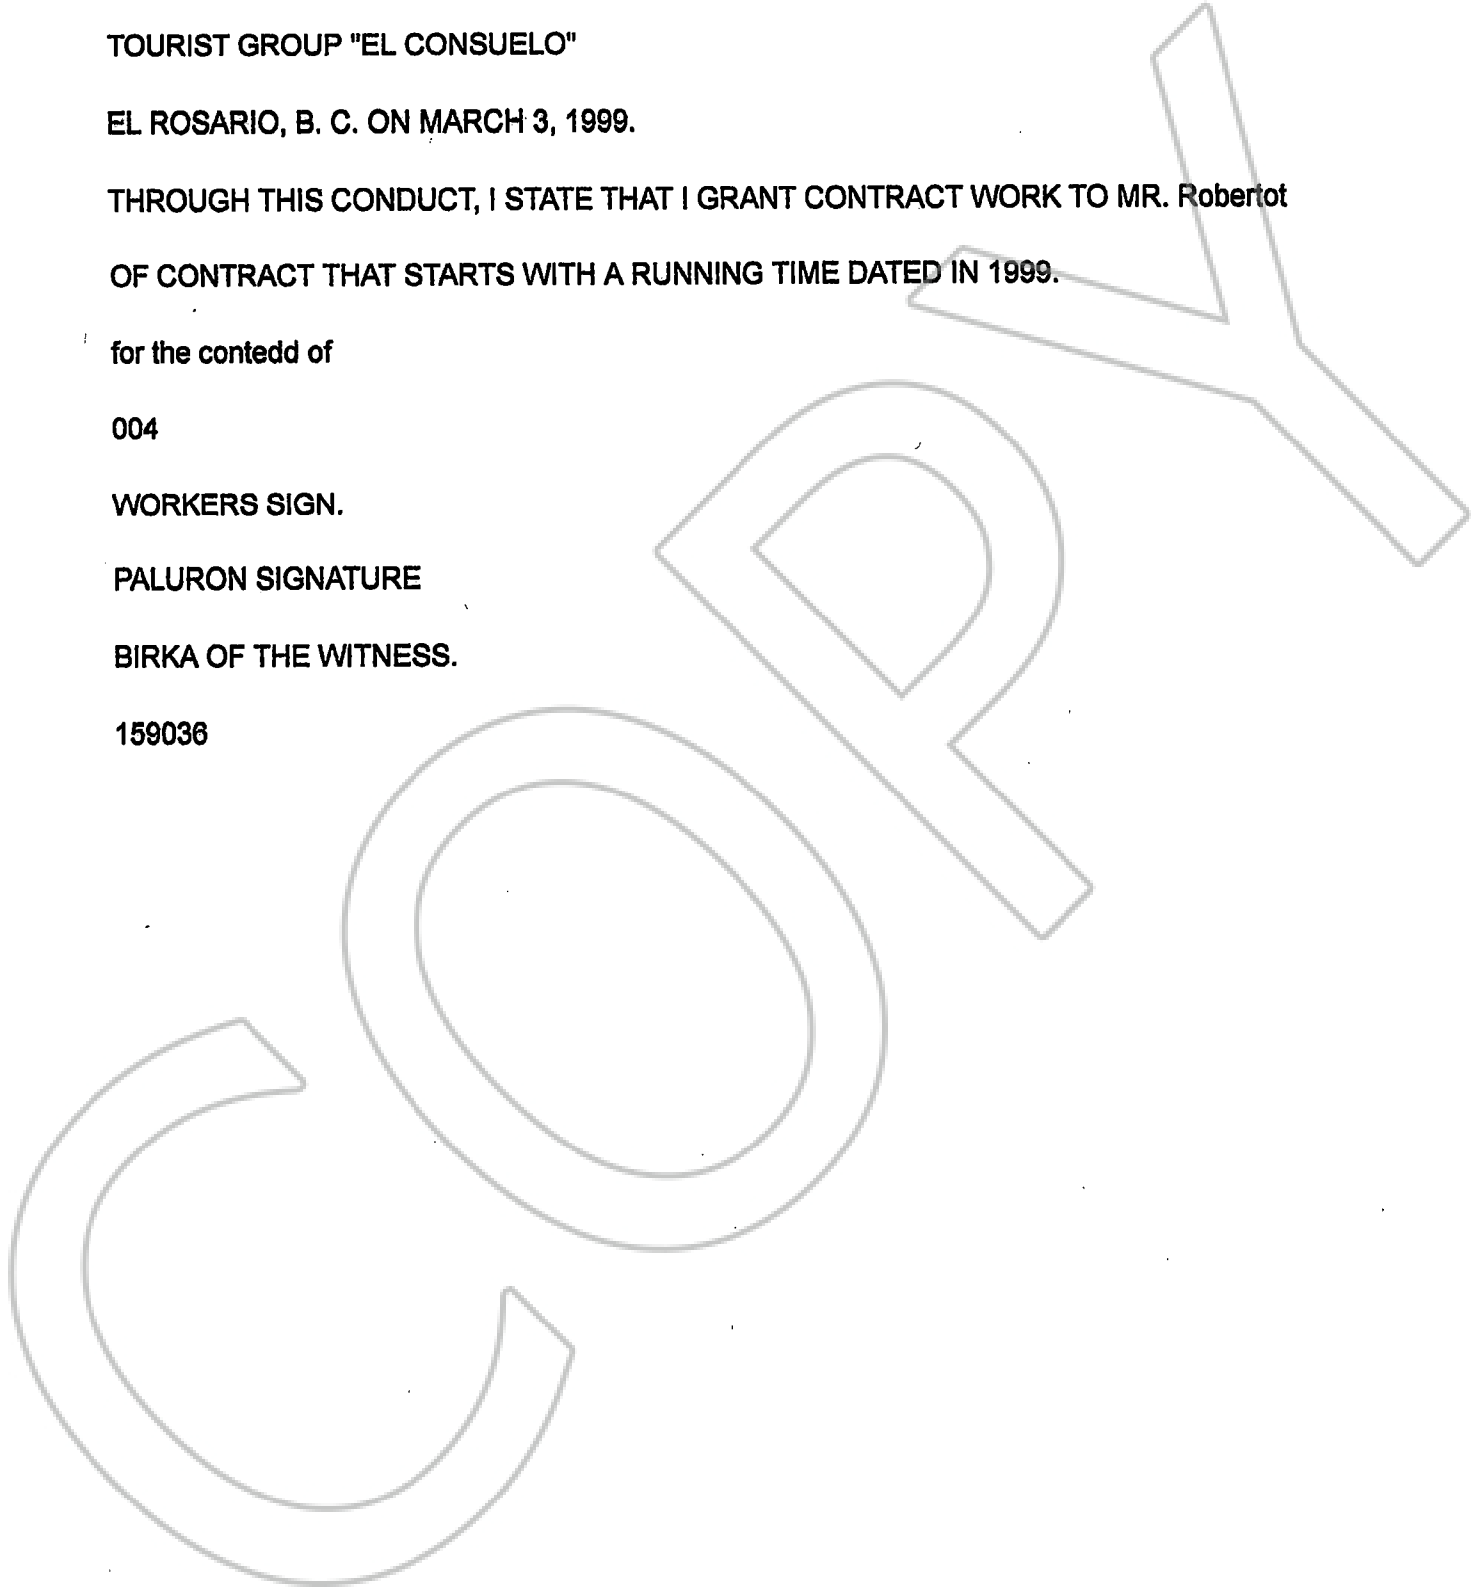 TOURIST GROUP "EL CONSUELO"
EL ROSARIO, B. C. ON MARCH 3, 1999.
THROUGH THIS CONDUCT, I STATE THAT I GRANT CONTRACT WORK TO MR. Robertot
OF CONTRACT THAT STARTS WITH A RUNNING TIME DATED IN 1999.
for the contedd of
004
WORKERS SIGN.
PALURON SIGNATURE
BIRKA OF THE WITNESS.
159036
COPY